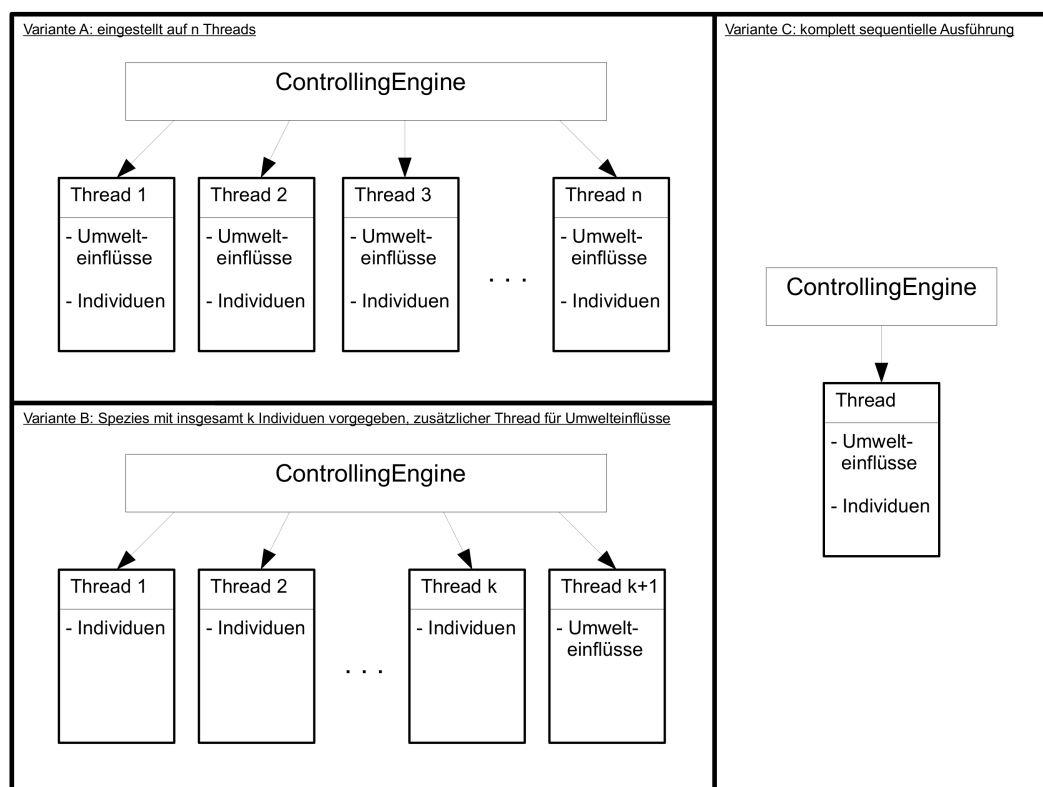 Variante A: eingestellt auf n Threads
ControllingEngine
Thread 1
- Umwelt-
einflüsse
- Individuen
Thread 2
- Umwelt-
einflüsse
- Individuen
Thread 3
- Umwelt-
einflüsse
- Individuen
. . .
Thread n
- Umwelt-
einflüsse
- Individuen
Variante B: Spezies mit insgesamt k Individuen vorgegeben, zusätzlicher Thread für Umwelteinflüsse
ControllingEngine
Thread 1
- Individuen
Thread 2
- Individuen
. . .
Thread k
- Individuen
Thread k+1
- Umwelt-
einflüsse
Variante C: komplett sequentielle Ausführung
ControllingEngine
Thread
- Umwelt-
einflüsse
- Individuen